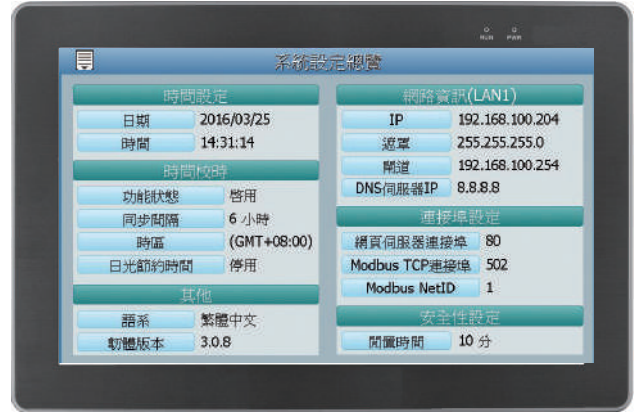 RUN PWR
系統設定總覽
時間設定
日期 2016/03/25
時間 14:31:14
時間校時
功能狀態 啓用
同步間隔 6 小時
時區 (GMT+08:00)
日光節約時間 停用
其他
語系 繁體中文
軔體版本 3.0.8
網路資訊(LAN1)
IP 192.168.100.204
遮罩 255.255.255.0
閘道 192.168.100.254
DNS伺服器IP 8.8.8.8
連接埠設定
網頁伺服器連接埠 80
Modbus TCP連接埠 502
Modbus NetID 1
安全性設定
閒置時間 10 分